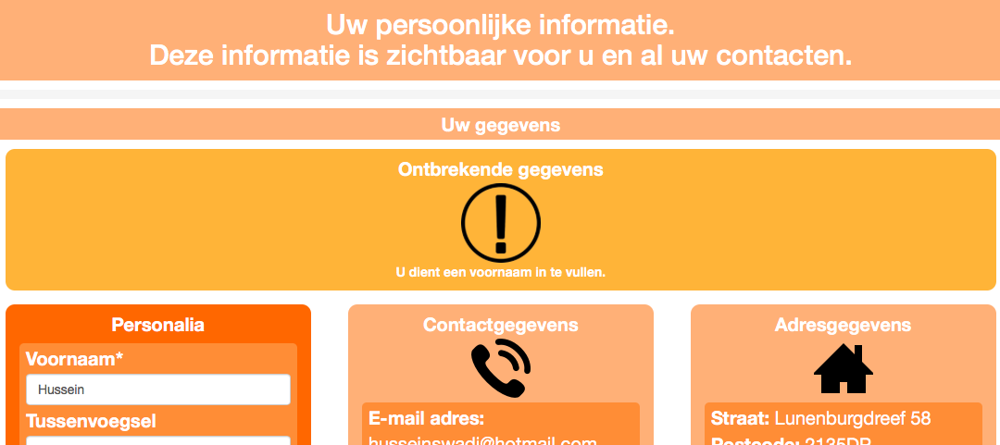 Uw persoonlijke informatie.
Deze informatie is zichtbaar voor u en al uw contacten.
Uw gegevens
Ontbrekende gegevens
U dient een voornaam in te vullen.
Personalia
Voornaam*
Hussein
Tussenvoegsel
Contactgegevens
E-mail adres:
husseinswadi@hotmail.com
Adresgegevens
Straat: Lunenburgdreef 58
Postcode: 2135DR